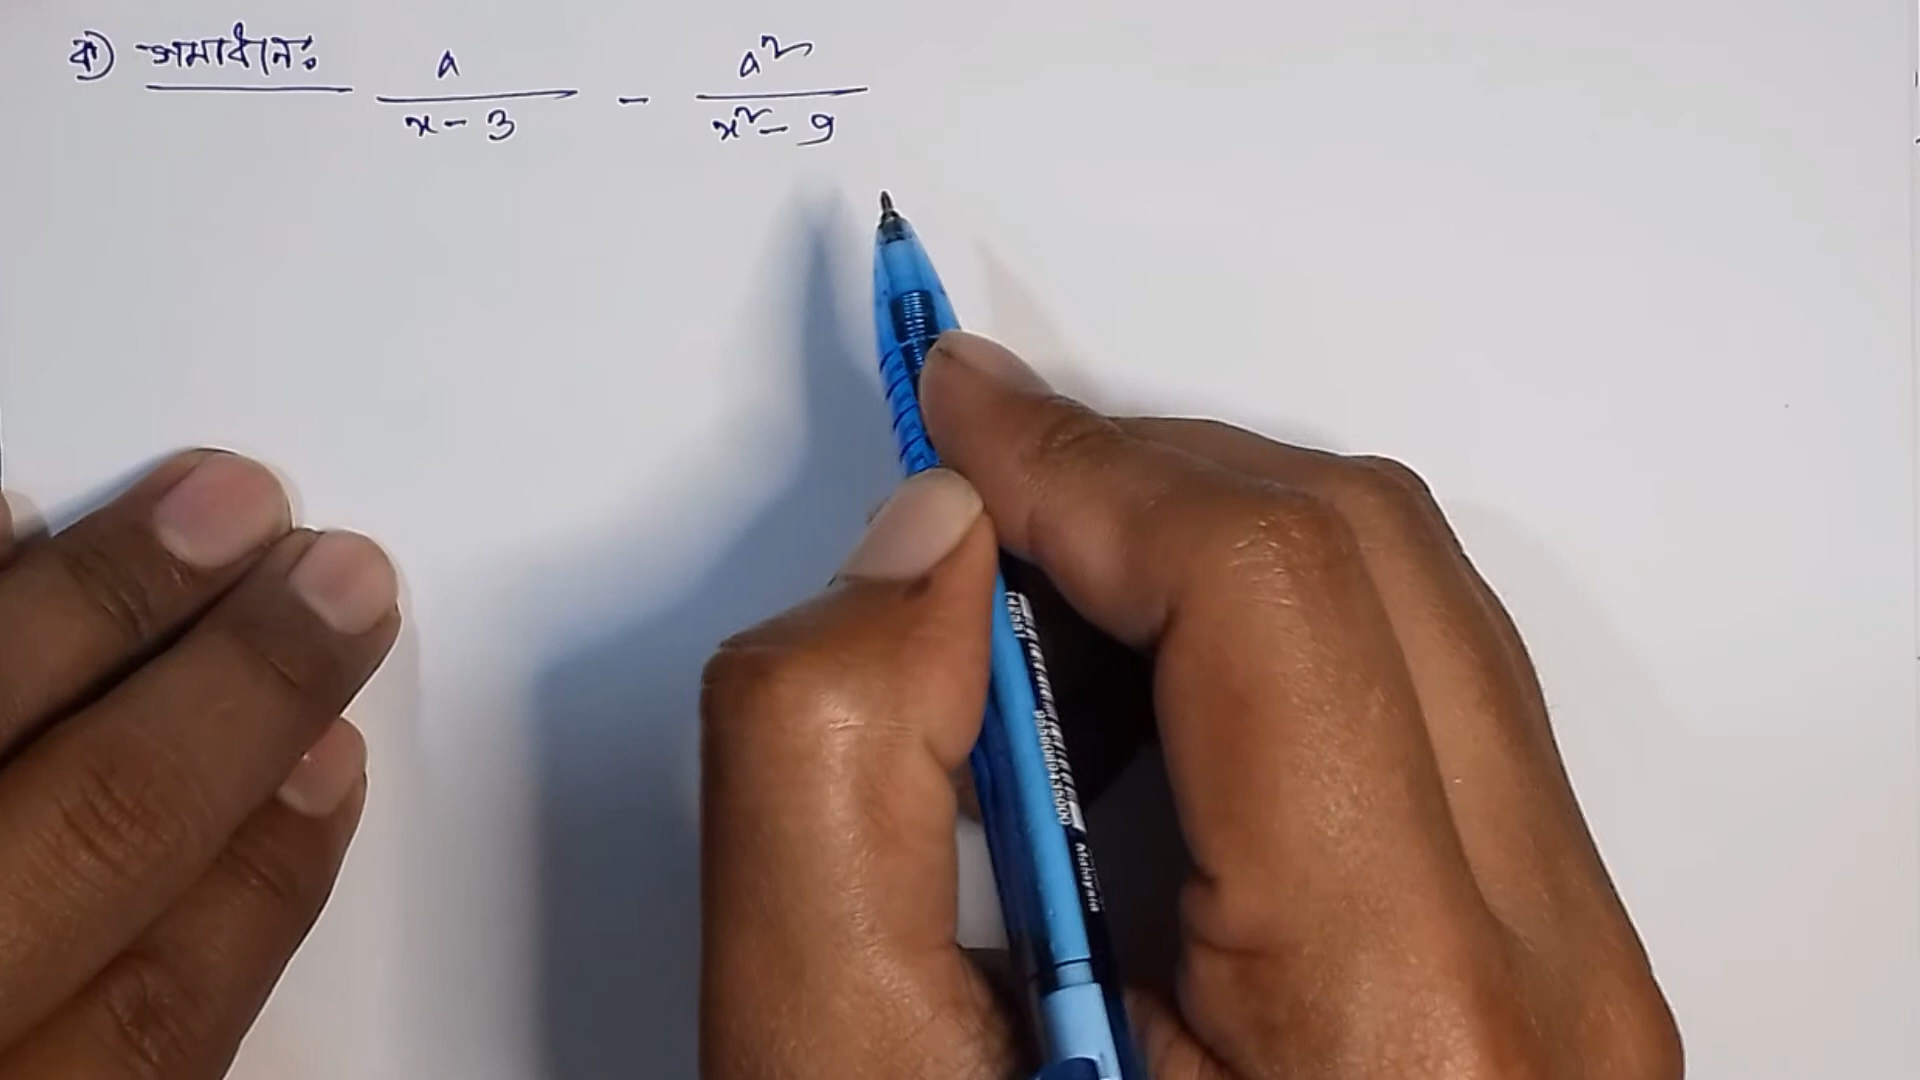 ক) সমাধান: a/(x - 3) - a²/(x² - 9)